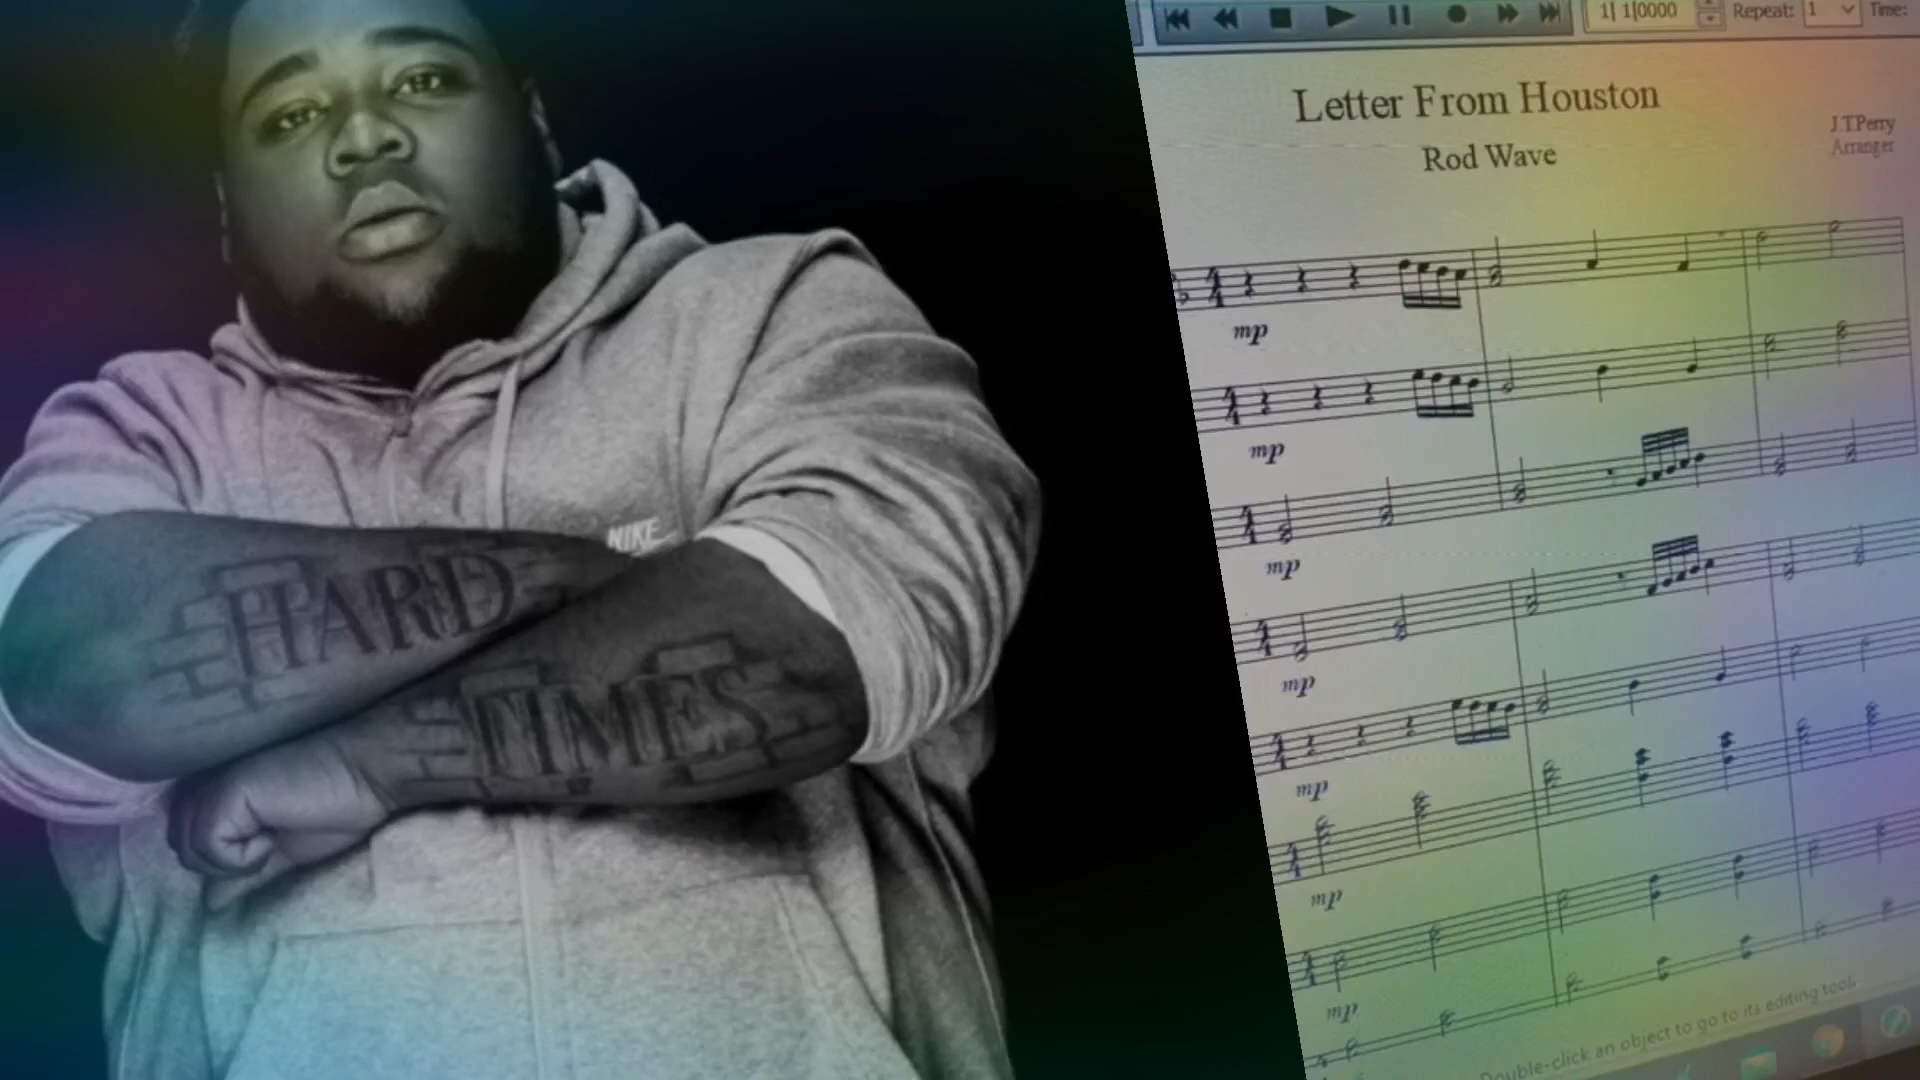 NIKE
HARD
TIMES
1| 1|0000 Repeat: 1 Time:
Letter From Houston
Rod Wave
J.T.Perry
Arranger
mp
mp
mp
mp
mp
mp
mp
Double-click an object to go to its editing tool.